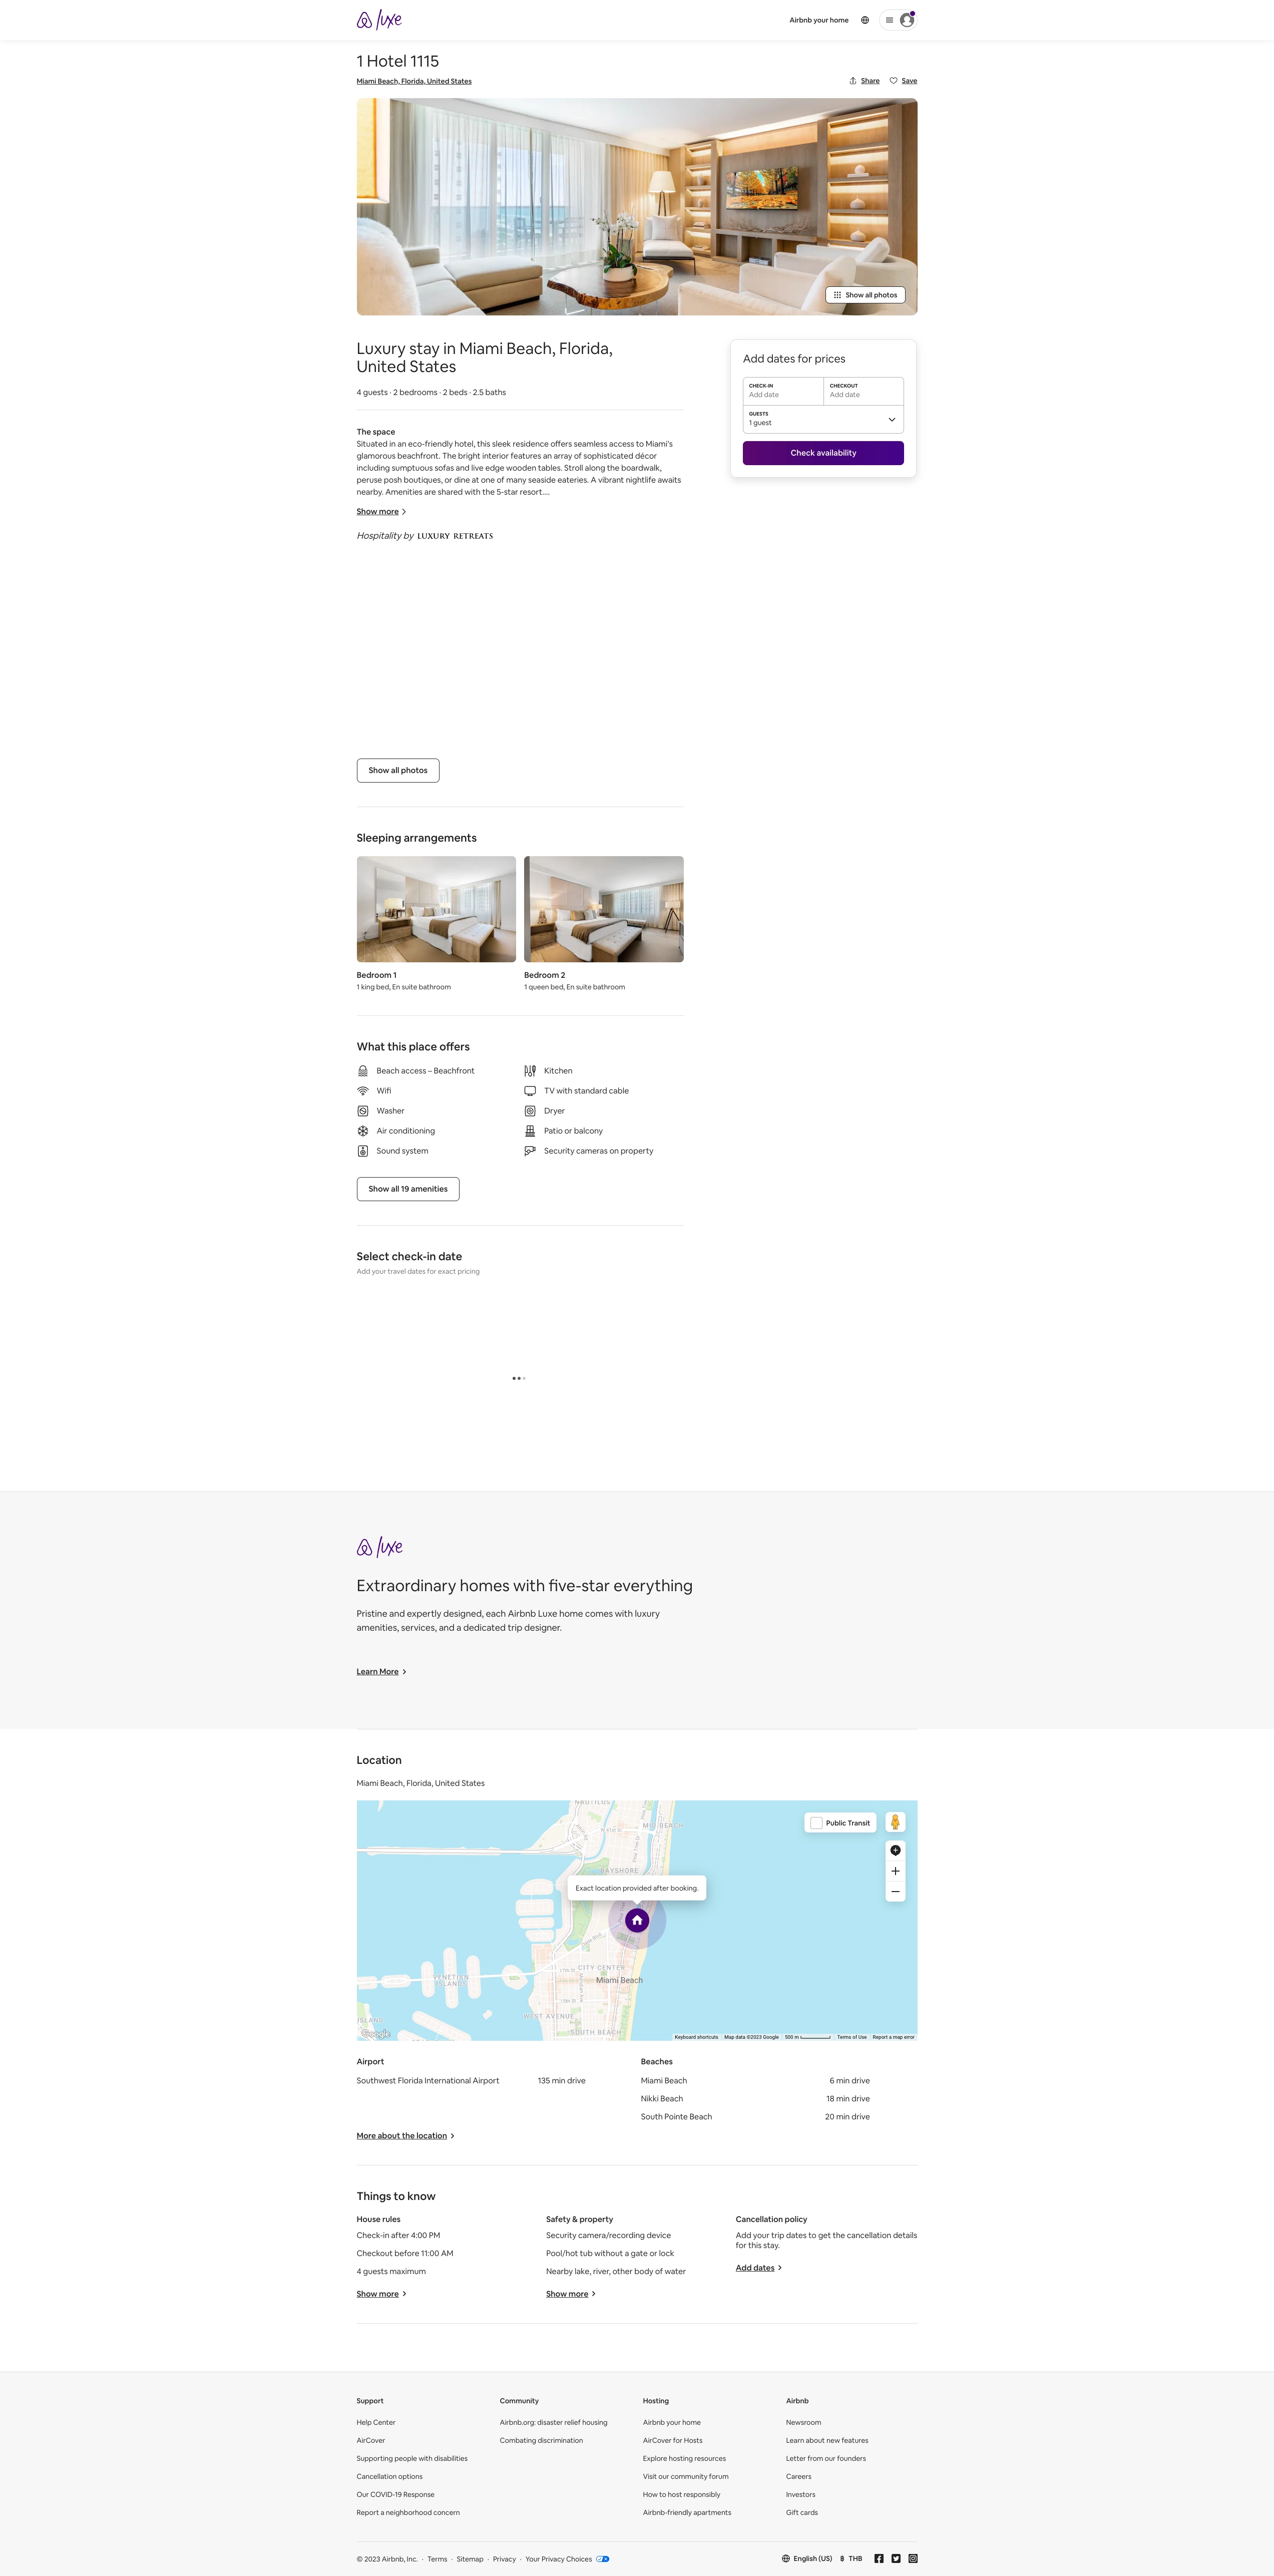 luxe
Airbnb your home
1 Hotel 1115
Miami Beach, Florida, United States
Share
Save
Show all photos
Luxury stay in Miami Beach, Florida,
United States
4 guests · 2 bedrooms · 2 beds · 2.5 baths
Add dates for prices
CHECK-IN
Add date
CHECKOUT
Add date
GUESTS
1 guest
Check availability
The space
Situated in an eco-friendly hotel, this sleek residence offers seamless access to Miami's
glamorous beachfront. The bright interior features an array of sophisticated décor
including sumptuous sofas and live edge wooden tables. Stroll along the boardwalk,
peruse posh boutiques, or dine at one of many seaside eateries. A vibrant nightlife awaits
nearby. Amenities are shared with the 5-star resort....
Show more
Hospitality by LUXURY RETREATS
Show all photos
Sleeping arrangements
Bedroom 1
1 king bed, En suite bathroom
Bedroom 2
1 queen bed, En suite bathroom
What this place offers
Beach access – Beachfront
Kitchen
Wifi
TV with standard cable
Washer
Dryer
Air conditioning
Patio or balcony
Sound system
Security cameras on property
Show all 19 amenities
Select check-in date
Add your travel dates for exact pricing
luxe
Extraordinary homes with five-star everything
Pristine and expertly designed, each Airbnb Luxe home comes with luxury
amenities, services, and a dedicated trip designer.
Learn More
Location
Miami Beach, Florida, United States
NAUTILUS
MID BEACH
Public Transit
BAYSHORE
Exact location provided after booking.
17th St
CITY CENTER
Miami Beach
VENETIAN
ISLANDS
WEST AVENUE
ISLAND
SOUTH BEACH
Google
Keyboard shortcuts
Map data ©2023 Google
500 m
Terms of Use
Report a map error
Airport
Southwest Florida International Airport
135 min drive
Beaches
Miami Beach
6 min drive
Nikki Beach
18 min drive
South Pointe Beach
20 min drive
More about the location
Things to know
House rules
Check-in after 4:00 PM
Checkout before 11:00 AM
4 guests maximum
Show more
Safety & property
Security camera/recording device
Pool/hot tub without a gate or lock
Nearby lake, river, other body of water
Show more
Cancellation policy
Add your trip dates to get the cancellation details
for this stay.
Add dates
Support
Help Center
AirCover
Supporting people with disabilities
Cancellation options
Our COVID-19 Response
Report a neighborhood concern
Community
Airbnb.org: disaster relief housing
Combating discrimination
Hosting
Airbnb your home
AirCover for Hosts
Explore hosting resources
Visit our community forum
How to host responsibly
Airbnb-friendly apartments
Airbnb
Newsroom
Learn about new features
Letter from our founders
Careers
Investors
Gift cards
© 2023 Airbnb, Inc. · Terms · Sitemap · Privacy · Your Privacy Choices
English (US)
฿ THB